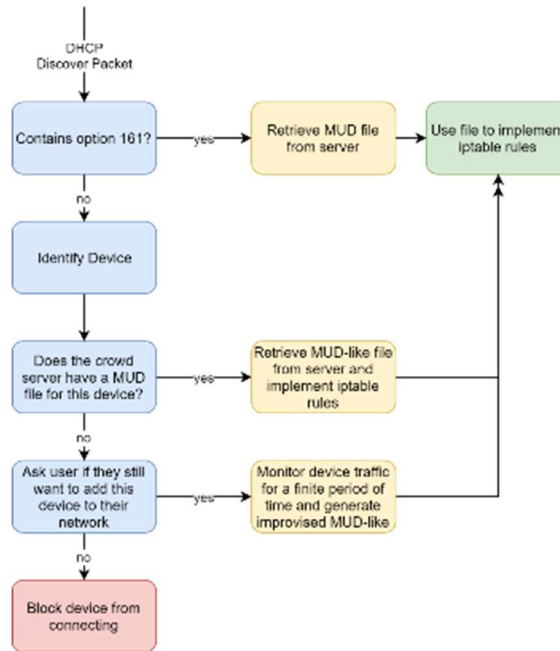 DHCP
Discover Packet
Contains option 161?
yes
Retrieve MUD file
from server
Use file to implement
iptable rules
no
Identify Device
Does the crowd
server have a MUD
file for this device?
yes
Retrieve MUD-like file
from server and
implement iptable
rules
no
Ask user if they still
want to add this
device to their
network
yes
Monitor device traffic
for a finite period of
time and generate
improvised MUD-like
no
Block device from
connecting